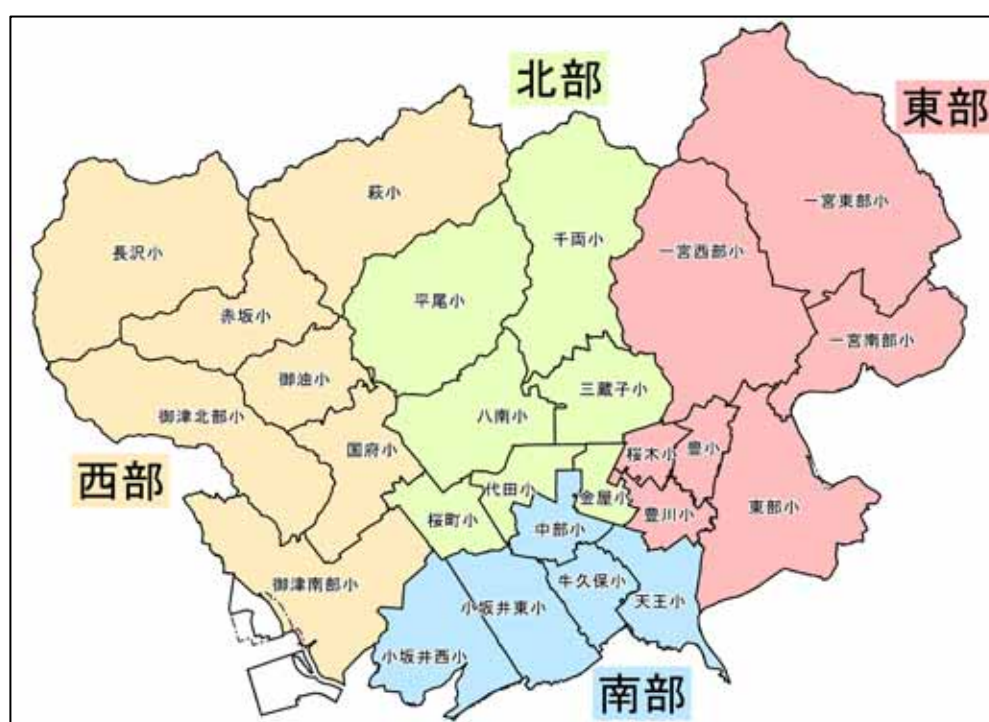 北部
東部
萩小
一宮東部小
千両小
長沢小
一宮西部小
平尾小
赤坂小
一宮南部小
御油小
三蔵子小
御津北部小
八南小
国府小
桜木小
豊小
西部
代田小
金屋小
東部小
桜町小
中部小
豊川小
御津南部小
牛久保小
天王小
小坂井東小
小坂井西小
南部